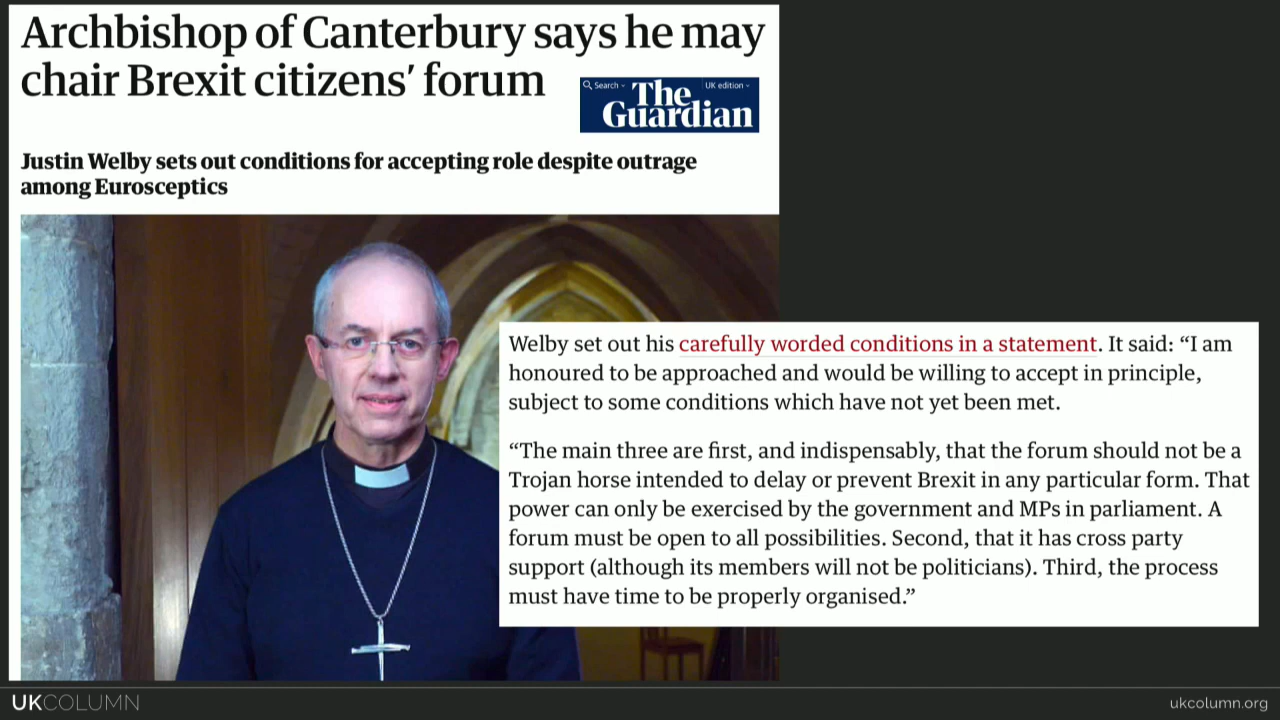 Archbishop of Canterbury says he may
chair Brexit citizens’ forum
Search
UK edition
The
Guardian
Justin Welby sets out conditions for accepting role despite outrage
among Eurosceptics
Welby set out his carefully worded conditions in a statement. It said: “I am
honoured to be approached and would be willing to accept in principle,
subject to some conditions which have not yet been met.
“The main three are first, and indispensably, that the forum should not be a
Trojan horse intended to delay or prevent Brexit in any particular form. That
power can only be exercised by the government and MPs in parliament. A
forum must be open to all possibilities. Second, that it has cross party
support (although its members will not be politicians). Third, the process
must have time to be properly organised.”
UKCOLUMN
ukcolumn.org